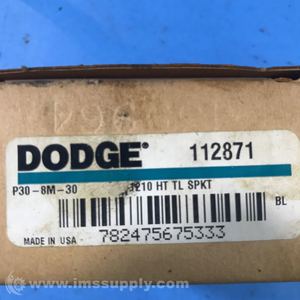 DODGE® 112871
P30-8M-30 1210 HT TL SPKT
BL
MADE IN USA 782475675333
© www.imssupply.com